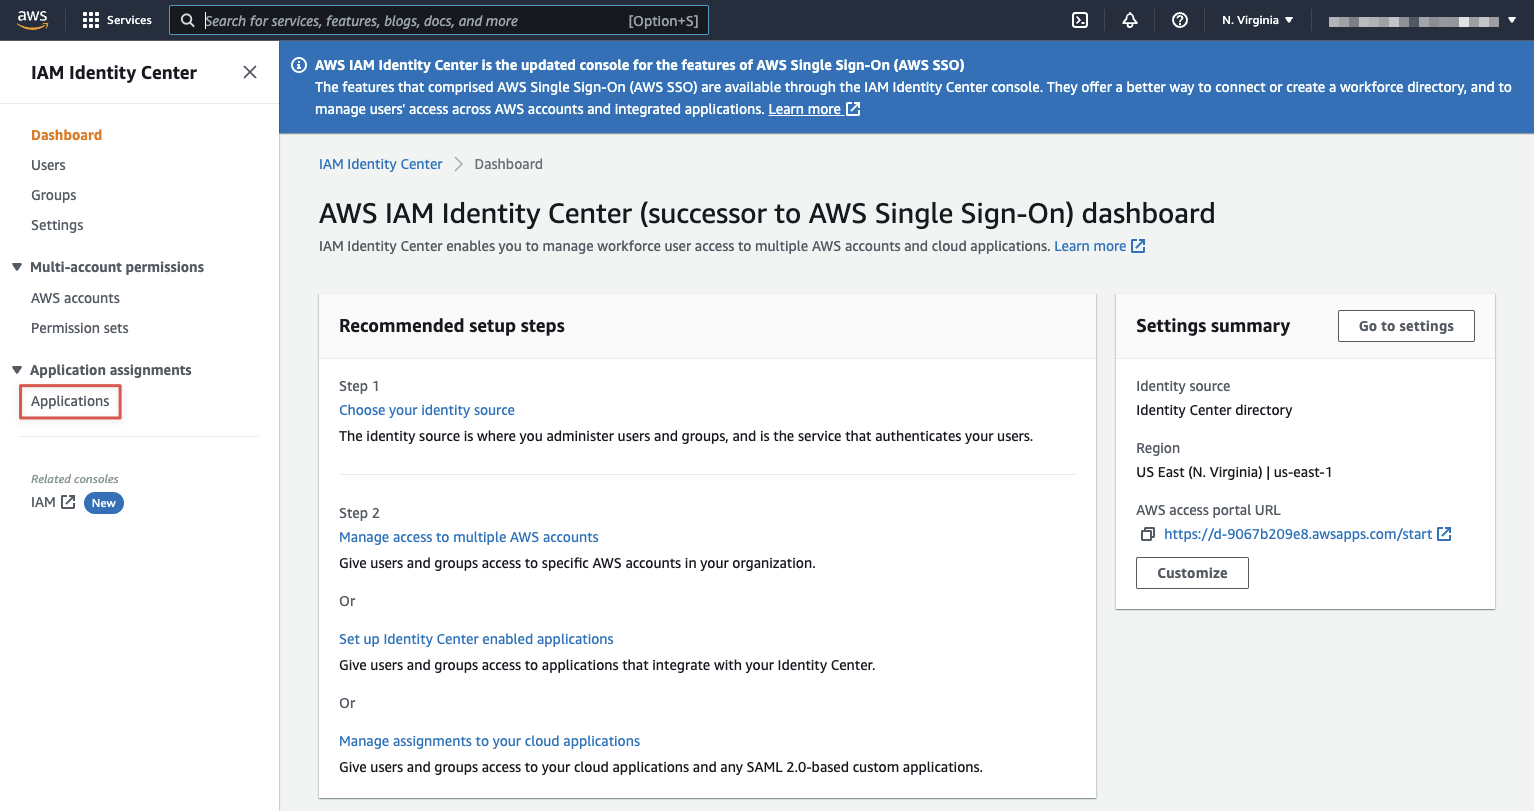 aws
Services
Search for services, features, blogs, docs, and more
[Option+S]
N. Virginia
IAM Identity Center
Dashboard
Users
Groups
Settings
Multi-account permissions
AWS accounts
Permission sets
Application assignments
Applications
Related consoles
IAM New
AWS IAM Identity Center is the updated console for the features of AWS Single Sign-On (AWS SSO)
The features that comprised AWS Single Sign-On (AWS SSO) are available through the IAM Identity Center console. They offer a better way to connect or create a workforce directory, and to
manage users' access across AWS accounts and integrated applications. Learn more
IAM Identity Center
Dashboard
AWS IAM Identity Center (successor to AWS Single Sign-On) dashboard
IAM Identity Center enables you to manage workforce user access to multiple AWS accounts and cloud applications. Learn more
Recommended setup steps
Step 1
Choose your identity source
The identity source is where you administer users and groups, and is the service that authenticates your users.
Step 2
Manage access to multiple AWS accounts
Give users and groups access to specific AWS accounts in your organization.
Or
Set up Identity Center enabled applications
Give users and groups access to applications that integrate with your Identity Center.
Or
Manage assignments to your cloud applications
Give users and groups access to your cloud applications and any SAML 2.0-based custom applications.
Settings summary
Go to settings
Identity source
Identity Center directory
Region
US East (N. Virginia) | us-east-1
AWS access portal URL
https://d-9067b209e8.awsapps.com/start
Customize